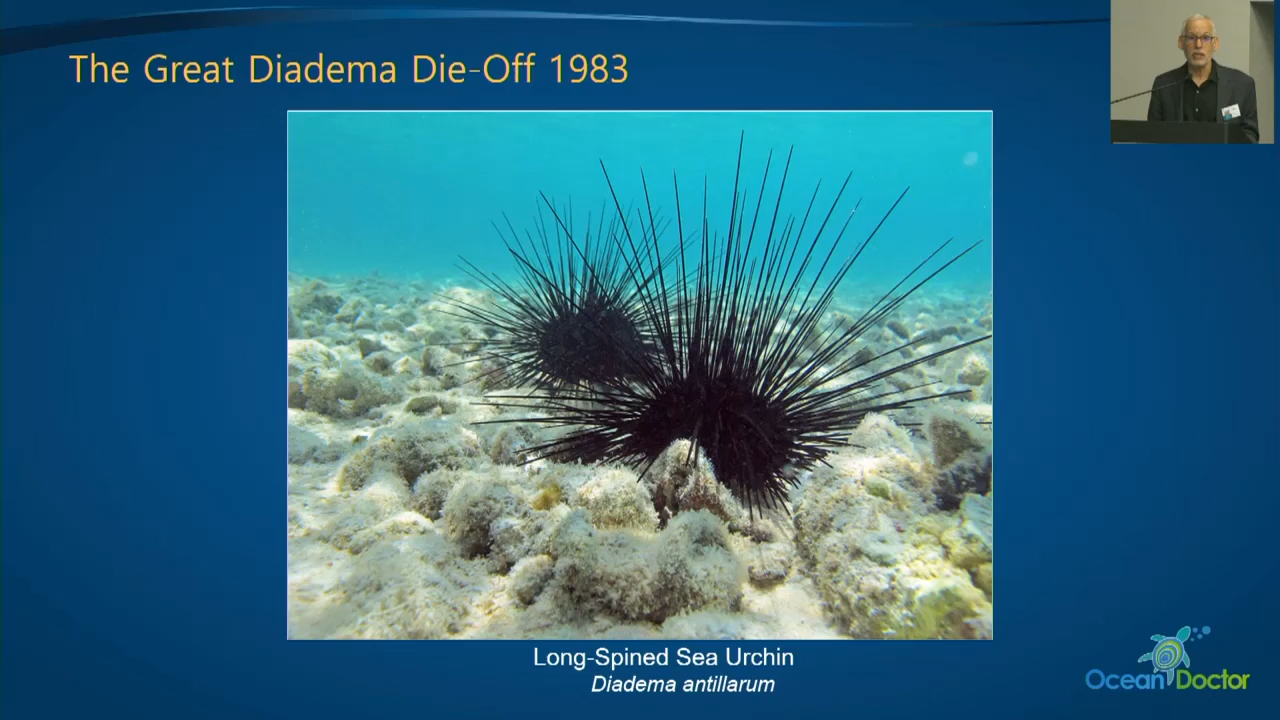 The Great Diadema Die-Off 1983
Long-Spined Sea Urchin
Diadema antillarum
Ocean Doctor